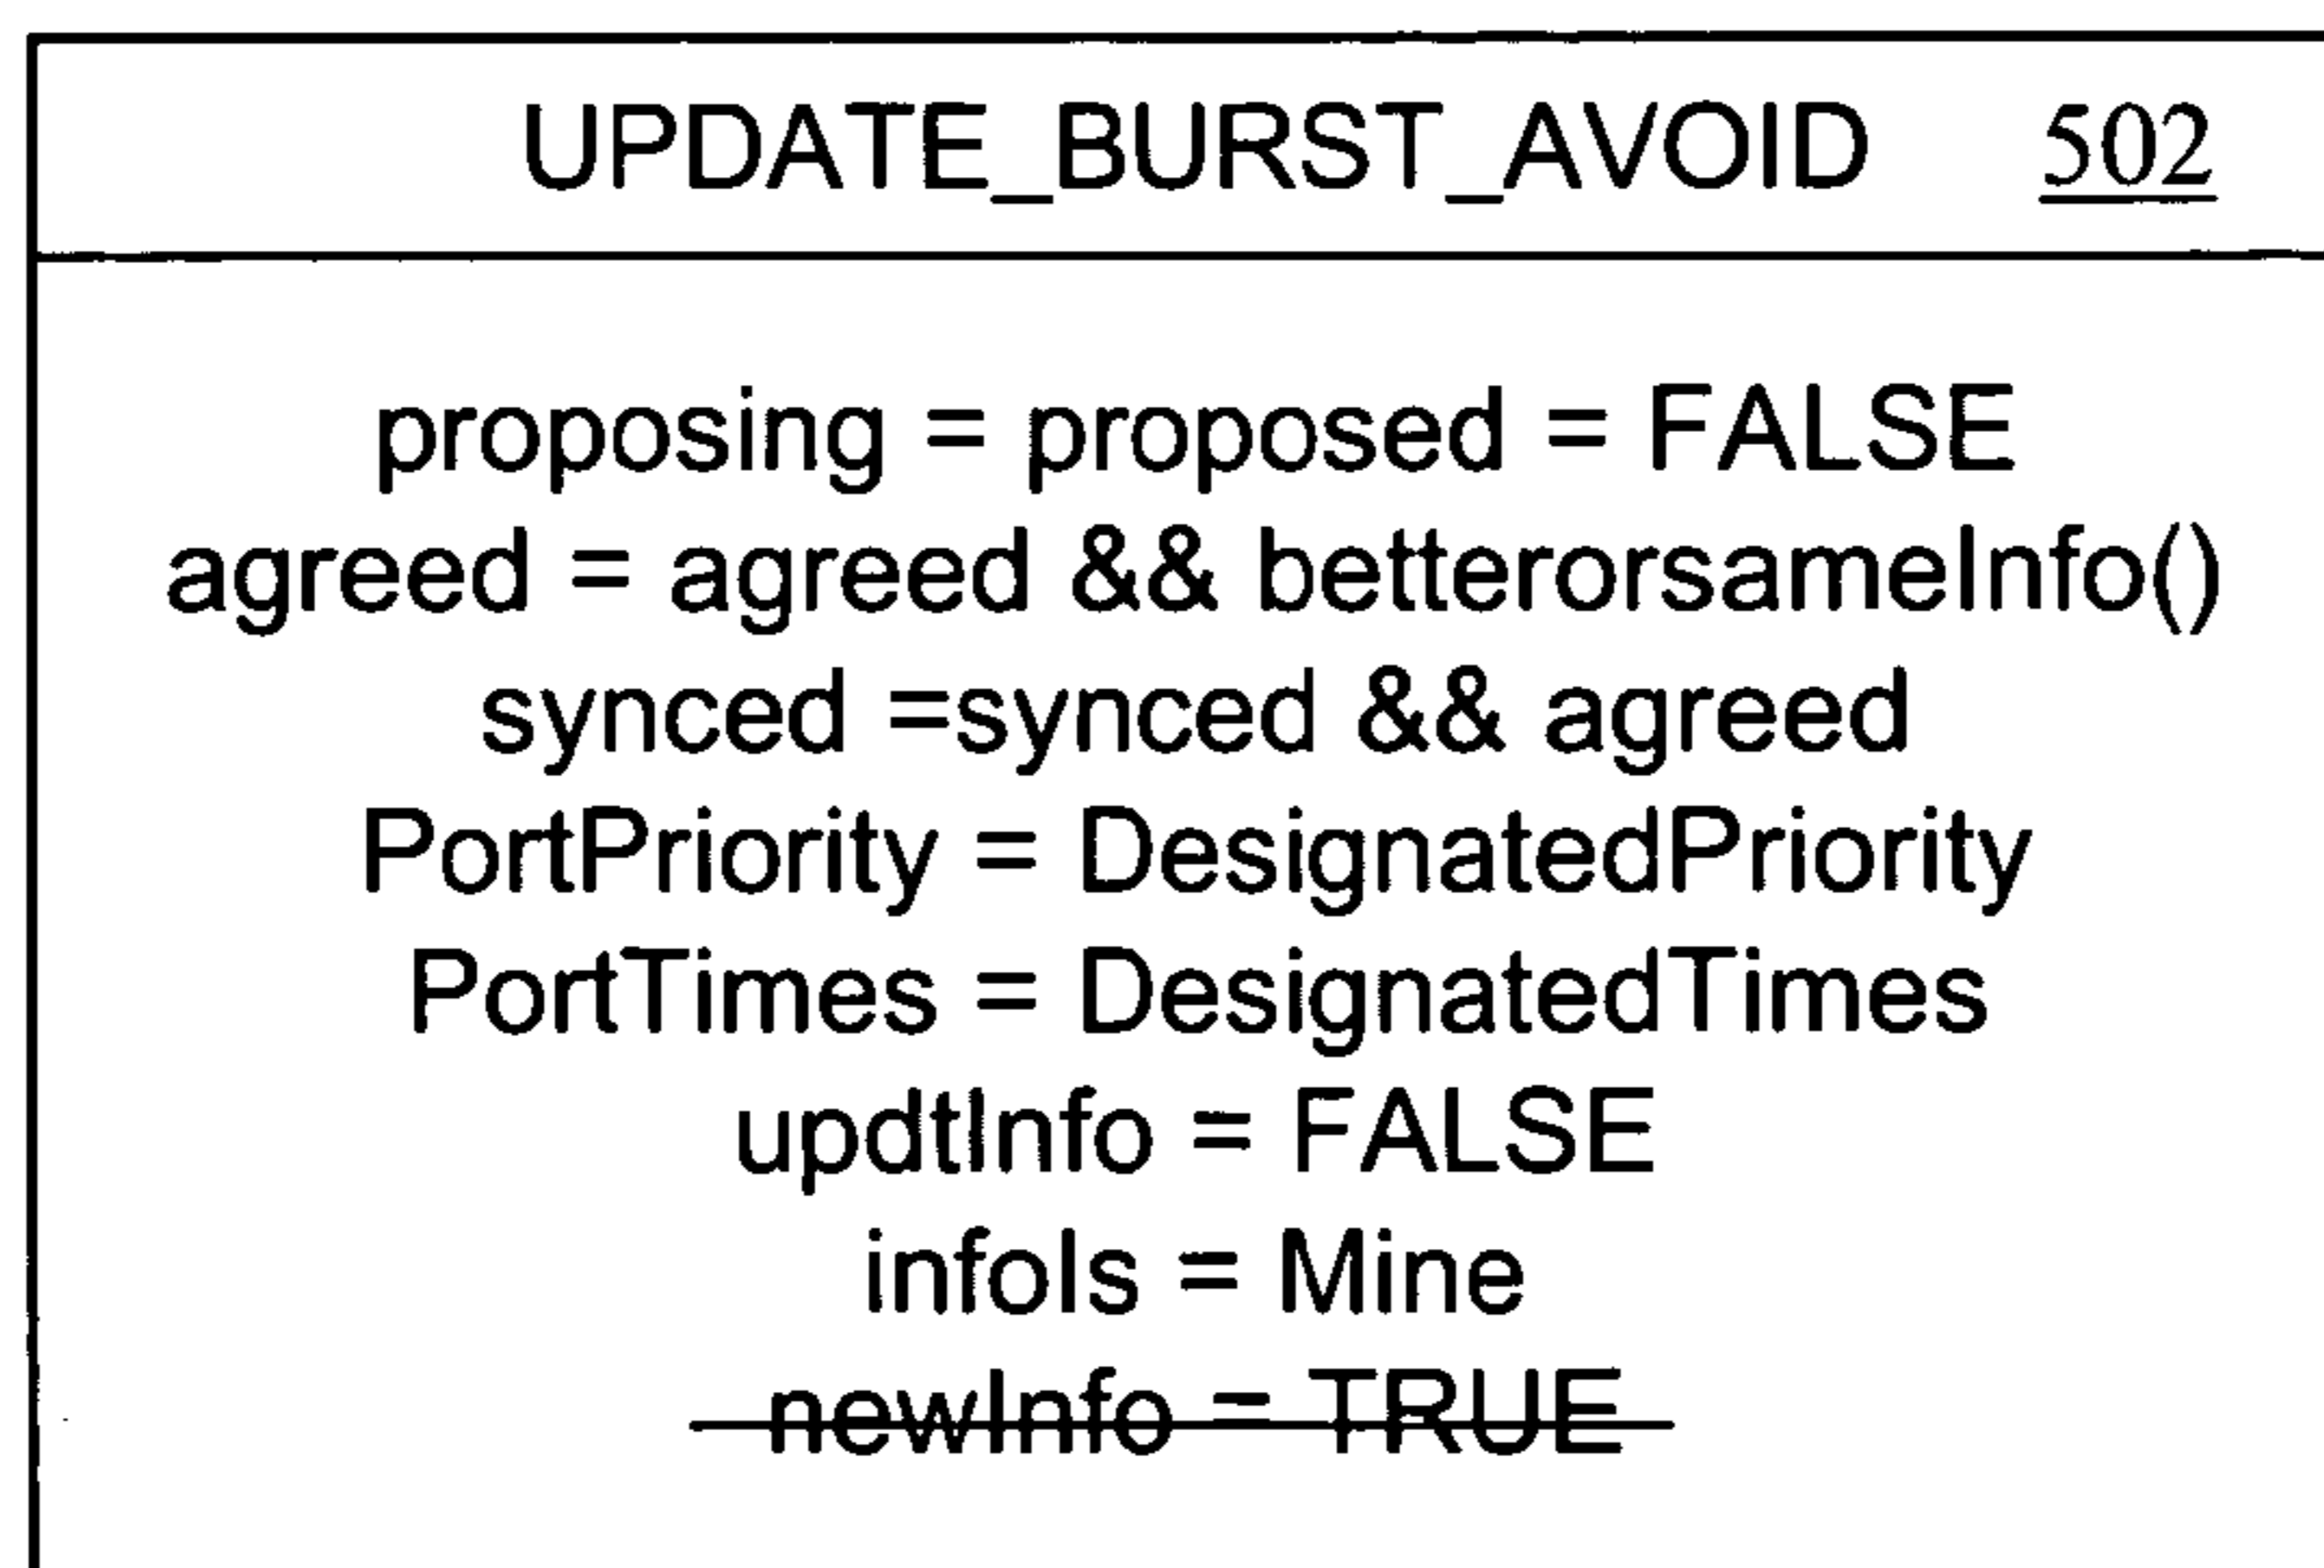 UPDATE_BURST_AVOID 502
proposing = proposed = FALSE
agreed = agreed && betterorsameInfo()
synced =synced && agreed
PortPriority = DesignatedPriority
PortTimes = DesignatedTimes
updtInfo = FALSE
infoIs = Mine
newInfo = TRUE